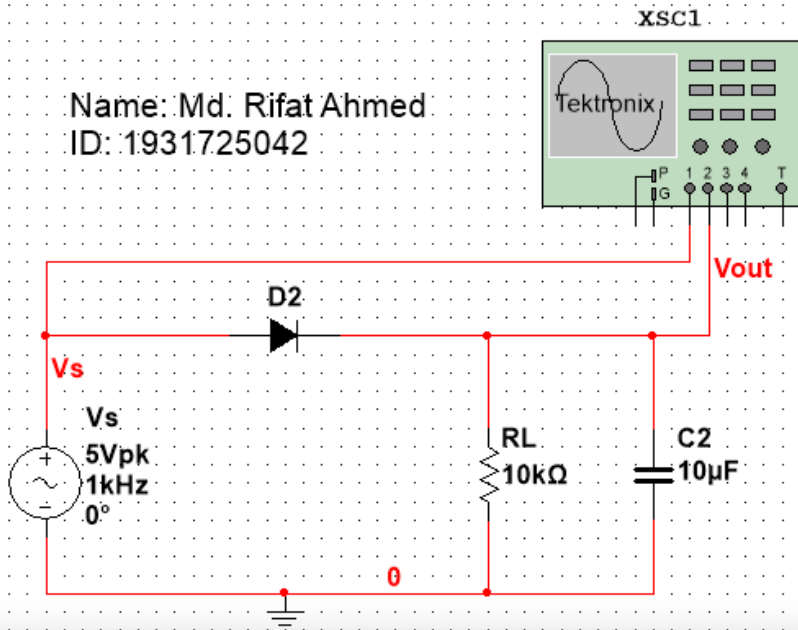 XSC1
Name: Md. Rifat Ahmed
ID: 1931725042
Tektronix
P
G
1 2 3 4 T
Vout
D2
Vs
Vs
5Vpk
1kHz
0°
RL
10kΩ
C2
10µF
0